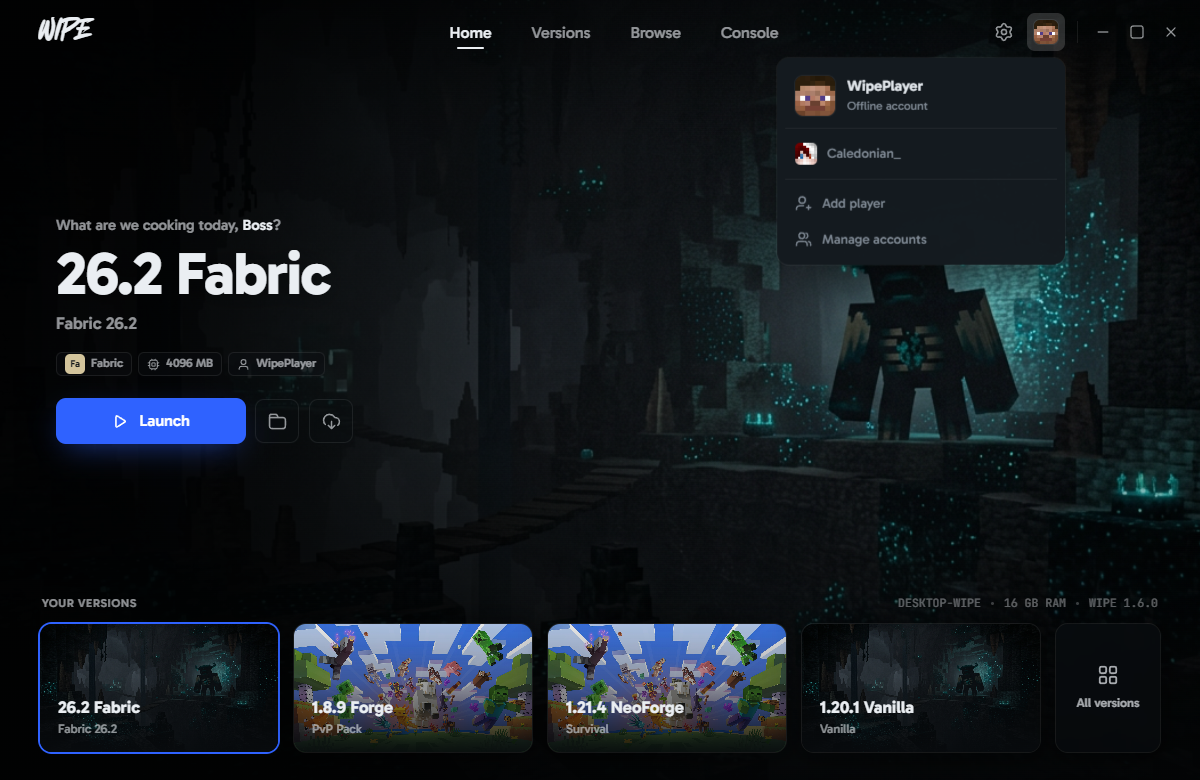 WIPE
Home Versions Browse Console
WipePlayer
Offline account
Caledonian_
Add player
Manage accounts
What are we cooking today, Boss?
26.2 Fabric
Fabric 26.2
Fa Fabric 4096 MB WipePlayer
Launch
YOUR VERSIONS DESKTOP-WIPE · 16 GB RAM · WIPE 1.6.0
26.2 Fabric
Fabric 26.2
1.8.9 Forge
PvP Pack
1.21.4 NeoForge
Survival
1.20.1 Vanilla
Vanilla
All versions